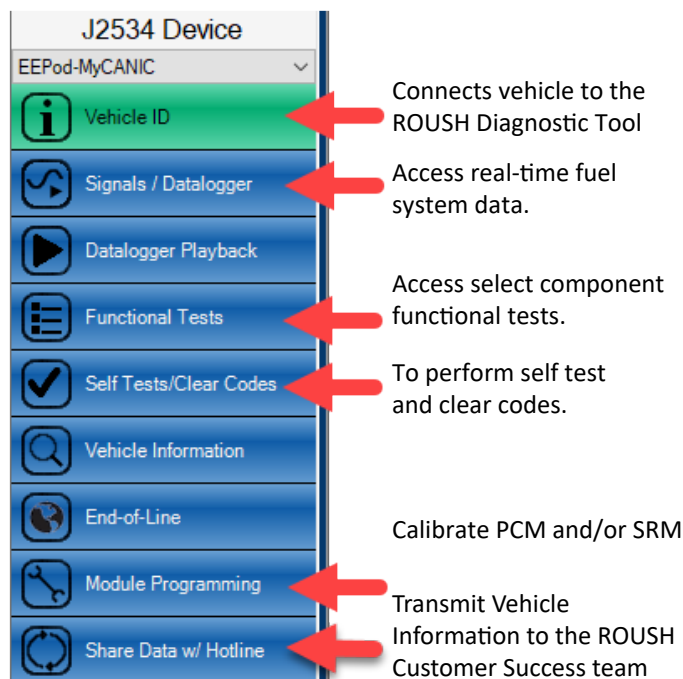 J2534 Device
EEPod-MyCANIC
Vehicle ID
Connects vehicle to the
ROUSH Diagnostic Tool
Signals / Datalogger
Access real-time fuel
system data.
Datalogger Playback
Functional Tests
Access select component
functional tests.
Self Tests/Clear Codes
To perform self test
and clear codes.
Vehicle Information
End-of-Line
Calibrate PCM and/or SRM
Module Programming
Share Data w/ Hotline
Transmit Vehicle
Information to the ROUSH
Customer Success team